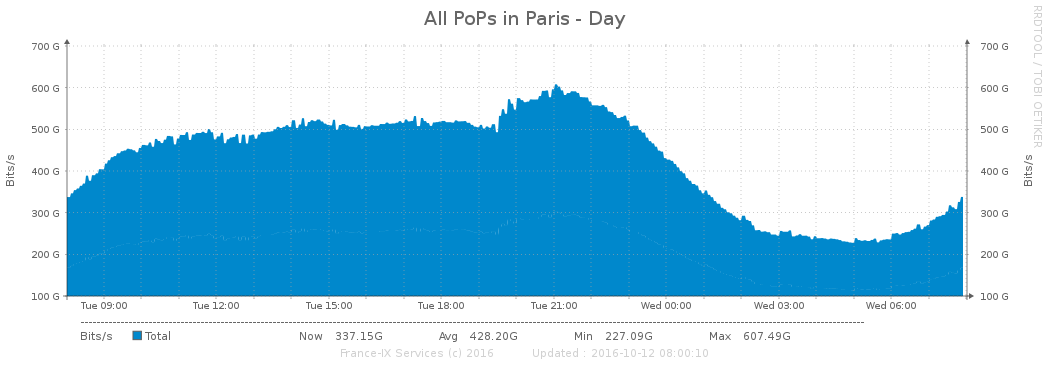 All PoPs in Paris - Day
RRDTOOL / TOBI OETIKER
700 G 700 G
600 G 600 G
500 G 500 G
400 G 400 G
300 G 300 G
200 G 200 G
100 G 100 G
Bits/s
Bits/s
Tue 09:00 Tue 12:00 Tue 15:00 Tue 18:00 Tue 21:00 Wed 00:00 Wed 03:00 Wed 06:00
Bits/s Total Now 337.15G Avg 428.20G Min 227.09G Max 607.49G
France-IX Services (c) 2016 Updated : 2016-10-12 08:00:10